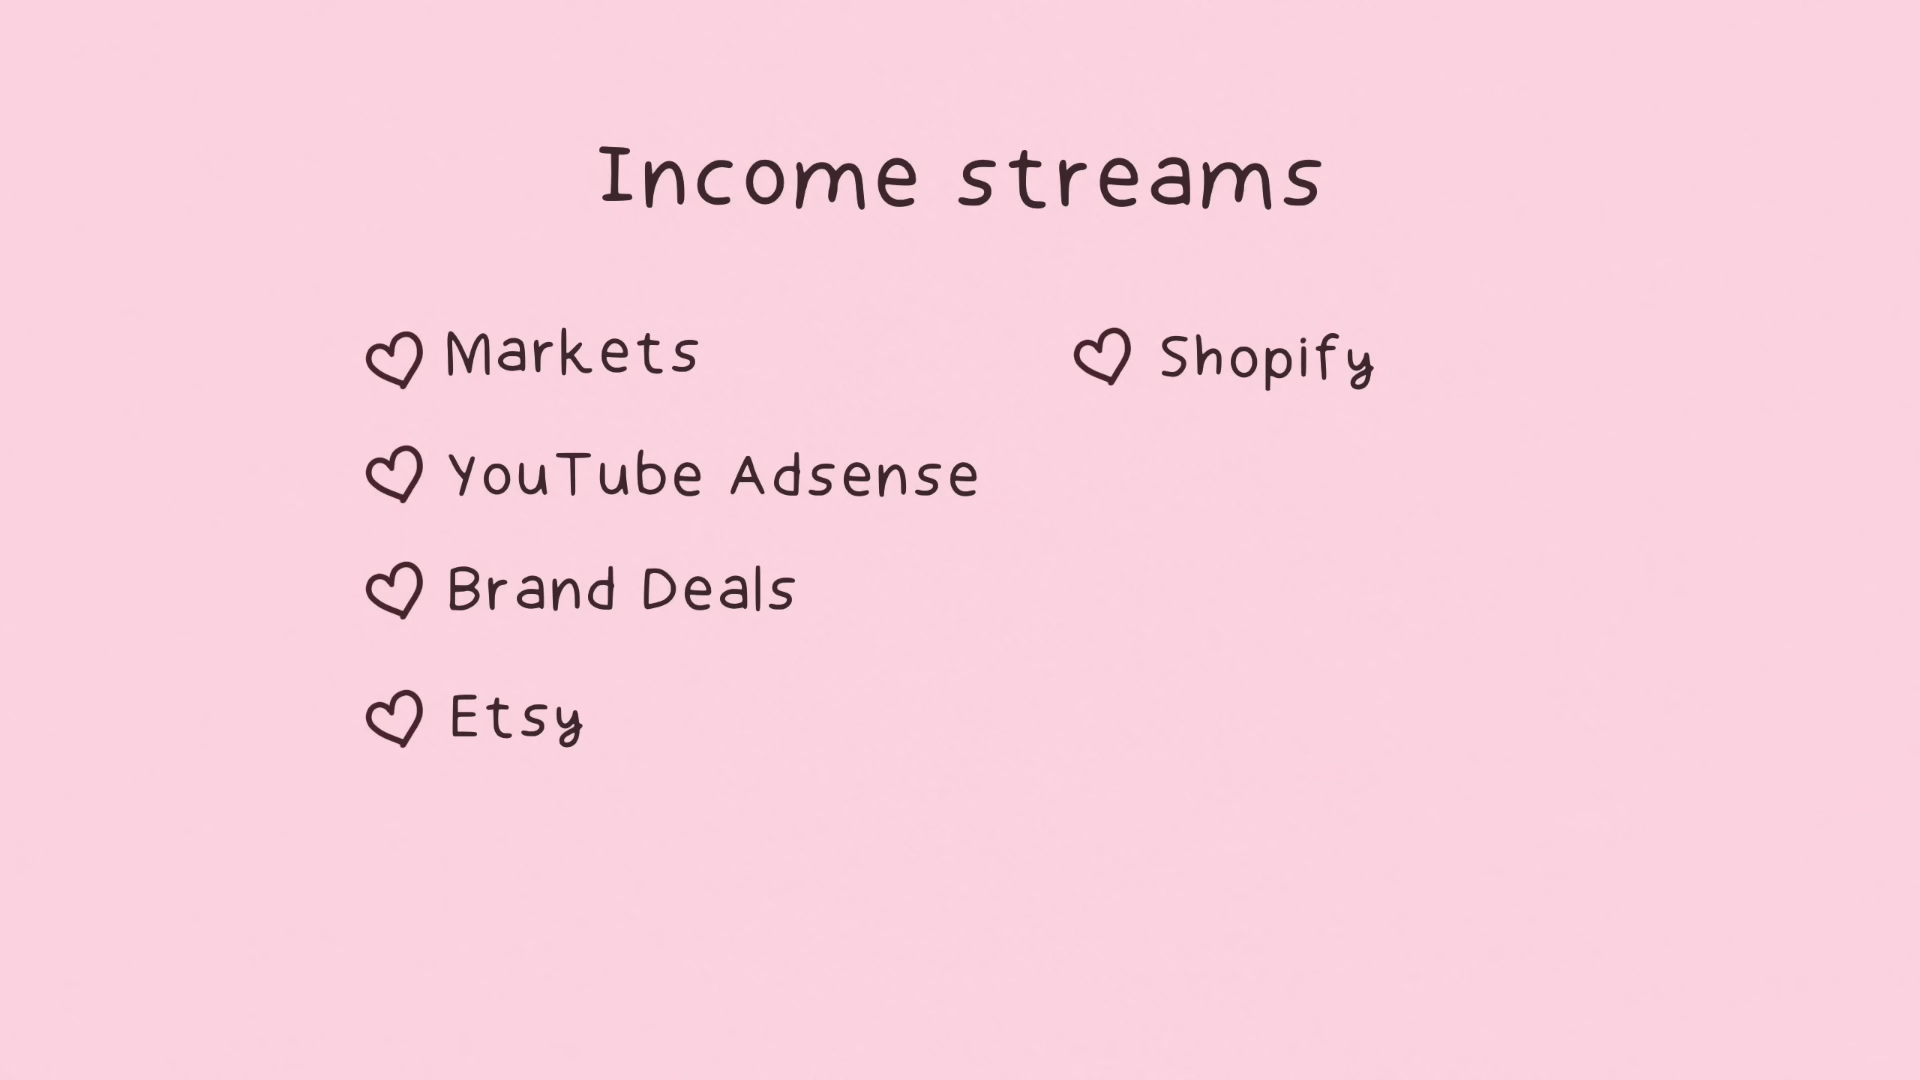 Income streams
Markets
YouTube Adsense
Brand Deals
Etsy
Shopify